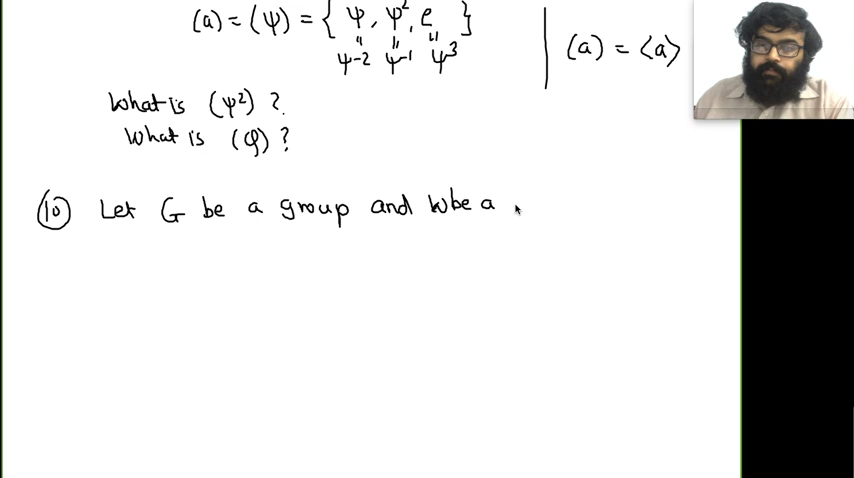 (a) = (ψ) = { ψ, ψ², e }
" " "
ψ-2 ψ-1 ψ³
(a) = <a>
What is (ψ²) ?
What is (φ) ?
(10) Let G be a group and W be a